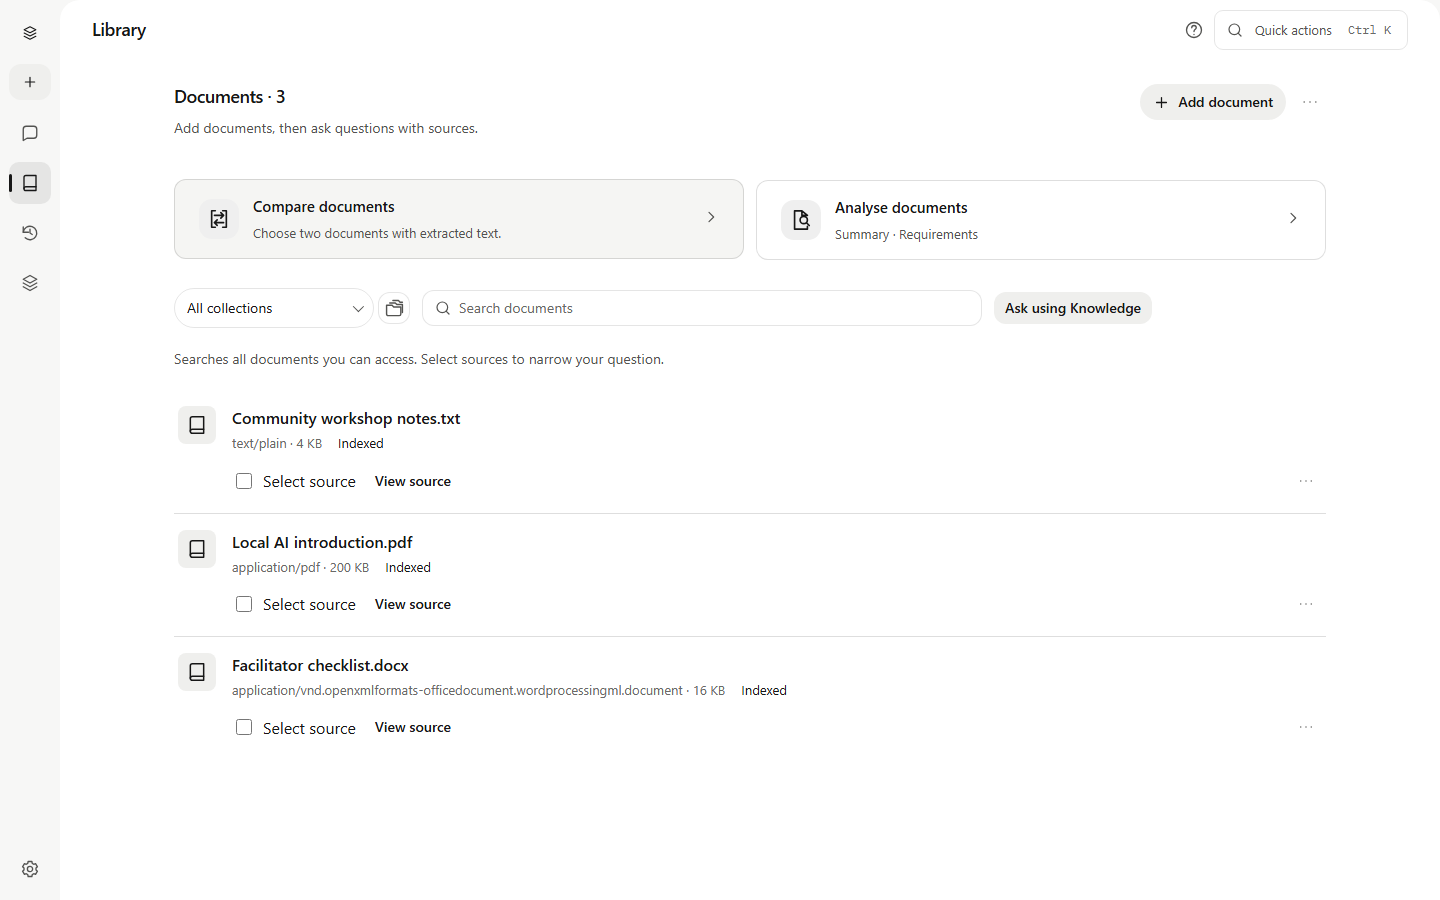 Library
Quick actions Ctrl K
Documents · 3
Add document
Add documents, then ask questions with sources.
Compare documents
Choose two documents with extracted text.
Analyse documents
Summary · Requirements
All collections
Search documents
Ask using Knowledge
Searches all documents you can access. Select sources to narrow your question.
Community workshop notes.txt
text/plain · 4 KB Indexed
Select source View source
Local AI introduction.pdf
application/pdf · 200 KB Indexed
Select source View source
Facilitator checklist.docx
application/vnd.openxmlformats-officedocument.wordprocessingml.document · 16 KB Indexed
Select source View source